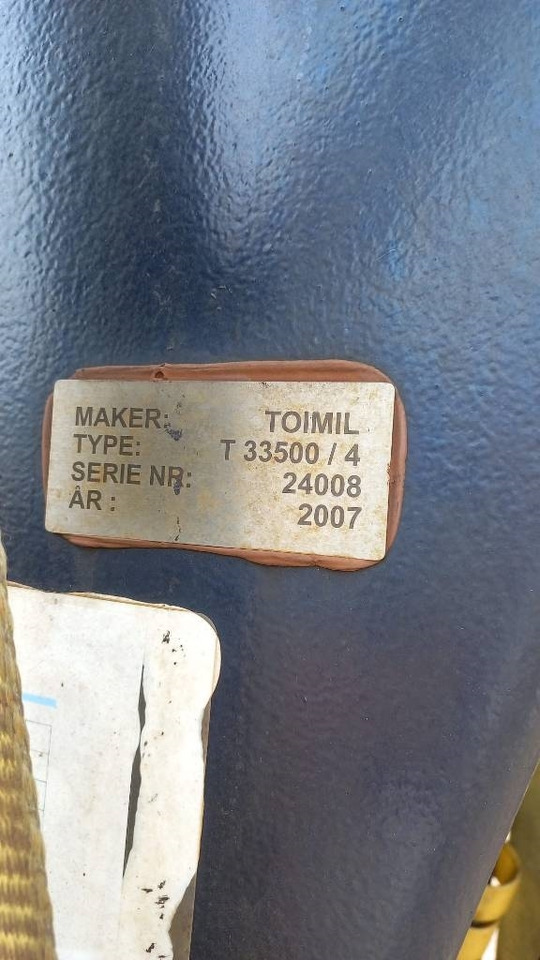 MAKER: TOIMIL
TYPE: T 33500 / 4
SERIE NR: 24008
ÅR : 2007